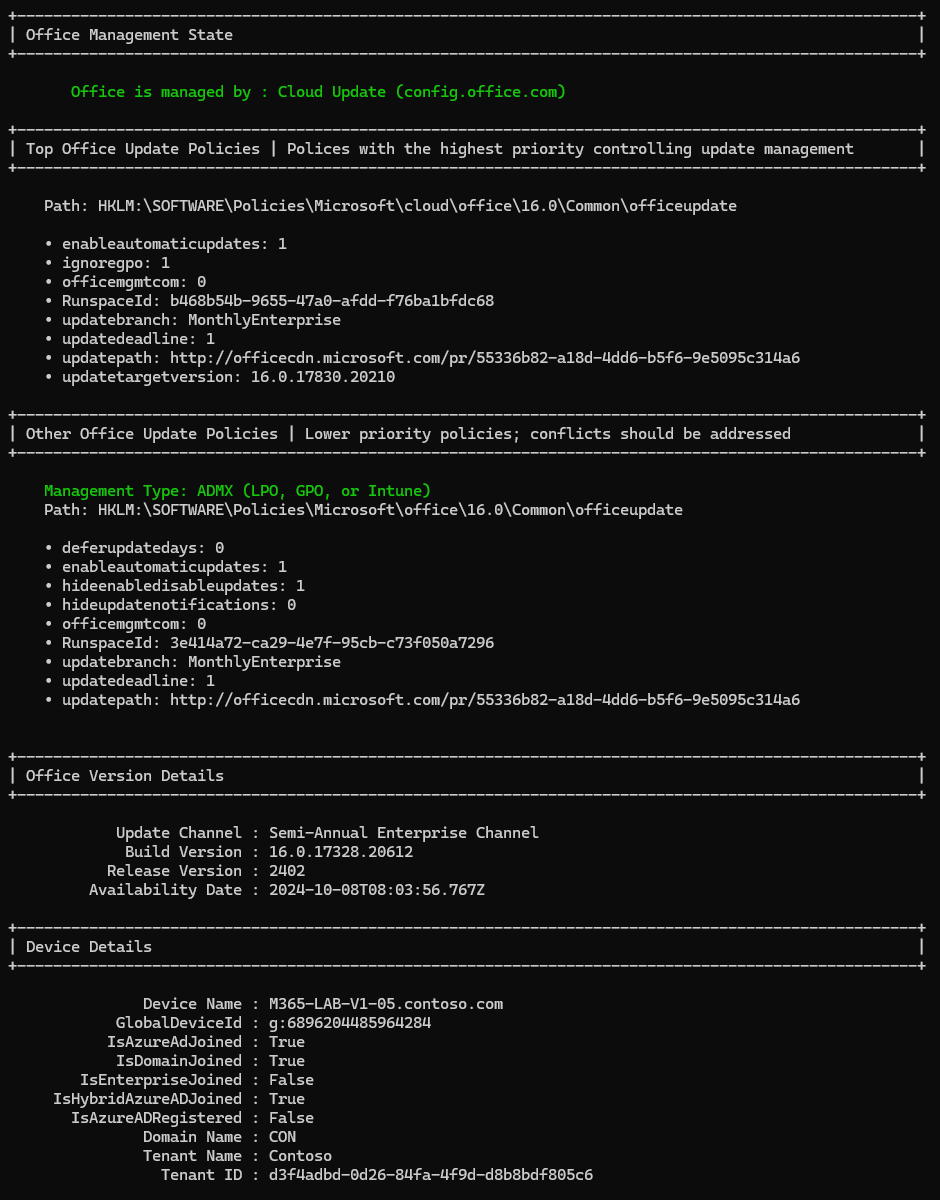 Office Management State
Office is managed by : Cloud Update (config.office.com)
| Top Office Update Policies | Polices with the highest priority controlling update management |
Path: HKLM:\SOFTWARE\Policies\Microsoft\cloud\office\16.0\Common\officeupdate
• enableautomaticupdates: 1
• ignoregpo: 1
• officemgmtcom: 0
• RunspaceId: b468b54b-9655-47a0-afdd-f76ba1bfdc68
• updatebranch: MonthlyEnterprise
• updatedeadline: 1
• updatepath: http://officecdn.microsoft.com/pr/55336b82-a18d-4dd6-b5f6-9e5095c314a6
• updatetargetversion: 16.0.17830.20210
| Other Office Update Policies | Lower priority policies; conflicts should be addressed |
Management Type: ADMX (LPO, GPO, or Intune)
Path: HKLM:\SOFTWARE\Policies\Microsoft\office\16.0\Common\officeupdate
• deferupdatedays: 0
• enableautomaticupdates: 1
• hideenabledisableupdates: 1
• hideupdatenotifications: 0
• officemgmtcom: 0
• RunspaceId: 3e414a72-ca29-4e7f-95cb-c73f050a7296
• updatebranch: MonthlyEnterprise
• updatedeadline: 1
• updatepath: http://officecdn.microsoft.com/pr/55336b82-a18d-4dd6-b5f6-9e5095c314a6
Office Version Details
Update Channel : Semi-Annual Enterprise Channel
Build Version : 16.0.17328.20612
Release Version : 2402
Availability Date : 2024-10-08T08:03:56.767Z
Device Details
Device Name : M365-LAB-V1-05.contoso.com
GlobalDeviceId : g:6896204485964284
IsAzureAdJoined : True
IsDomainJoined : True
IsEnterpriseJoined : False
IsHybridAzureADJoined : True
IsAzureADRegistered : False
Domain Name : CON
Tenant Name : Contoso
Tenant ID : d3f4adbd-0d26-84fa-4f9d-d8b8bdf805c6